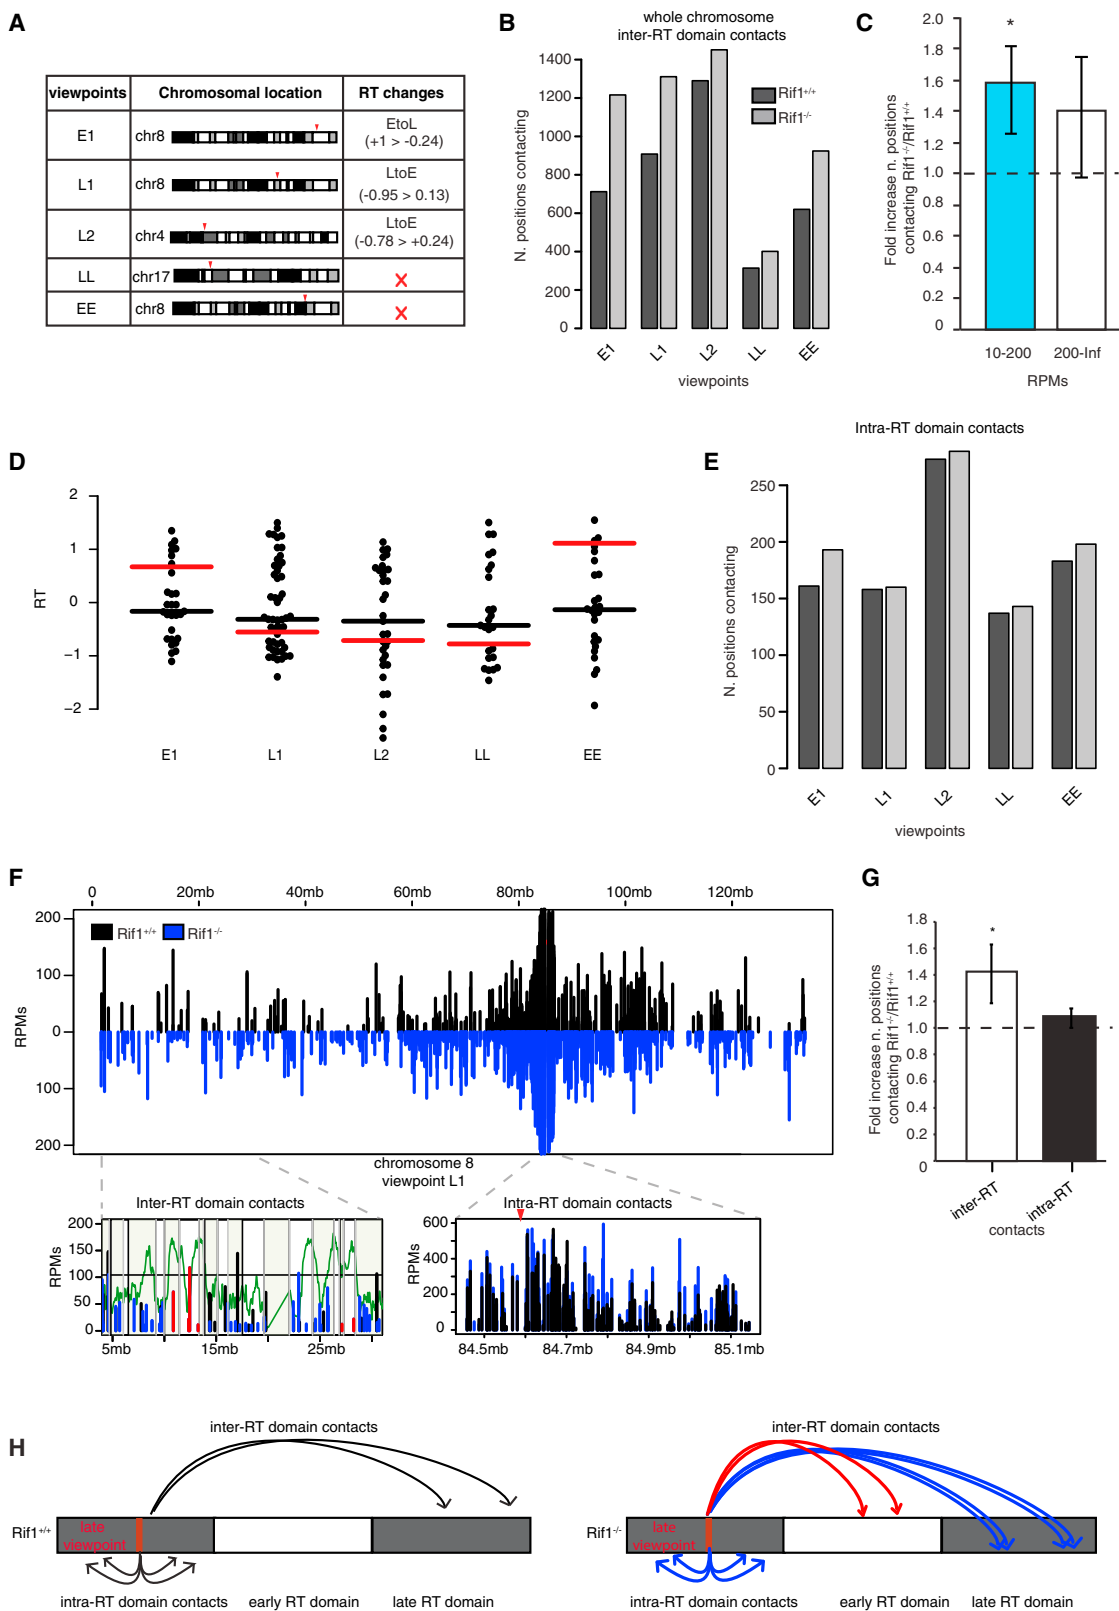 A
viewpoints Chromosomal location RT changes
E1 chr8 EtoL
(+1 > -0.24)
L1 chr8 LtoE
(-0.95 > 0.13)
L2 chr4 LtoE
(-0.78 > +0.24)
LL chr17 X
EE chr8 X
B
whole chromosome
inter-RT domain contacts
N. positions contacting
1400
1200
1000
800
600
400
200
0
Rif1+/+
Rif1-/-
E1 L1 L2 LL EE
viewpoints
C
Fold increase n. positions
contacting Rif1-/-/Rif1+/+
2.0
1.8
1.6
1.4
1.2
1.0
0.8
0.6
0.4
0.2
0
*
10-200 200-Inf
RPMs
D
RT
2
1
0
−1
−2
E1 L1 L2 LL EE
E
Intra-RT domain contacts
N. positions contacting
250
200
150
100
50
0
E1 L1 L2 LL EE
viewpoints
F
0 20mb 40mb 60mb 80mb 100mb 120mb
RPMs
200
100
0
100
200
Rif1+/+ Rif1-/-
chromosome 8
viewpoint L1
Inter-RT domain contacts
RPMs
200
150
100
50
0
5mb 15mb 25mb
Intra-RT domain contacts
RPMs
600
400
200
0
84.5mb 84.7mb 84.9mb 85.1mb
G
Fold increase n. positions
contacting Rif1-/-/Rif1+/+
1.8
1.6
1.4
1.2
1.0
0.8
0.6
0.4
0.2
0
*
inter-RT intra-RT
contacts
H
inter-RT domain contacts
Rif1+/+
late
viewpoint
intra-RT domain contacts early RT domain late RT domain
inter-RT domain contacts
Rif1-/-
late
viewpoint
intra-RT domain contacts early RT domain late RT domain